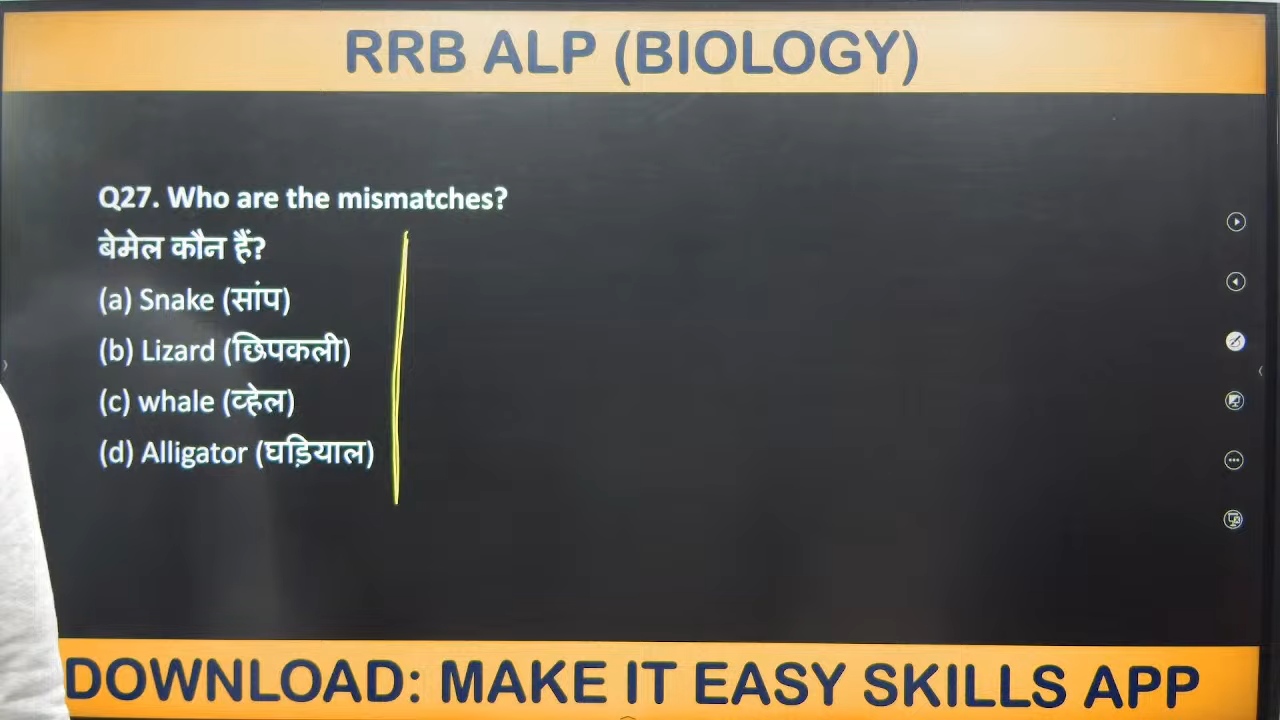 RRB ALP (BIOLOGY)
Q27. Who are the mismatches?
बेमेल कौन हैं?
(a) Snake (सांप)
(b) Lizard (छिपकली)
(c) whale (व्हेल)
(d) Alligator (घड़ियाल)
DOWNLOAD: MAKE IT EASY SKILLS APP